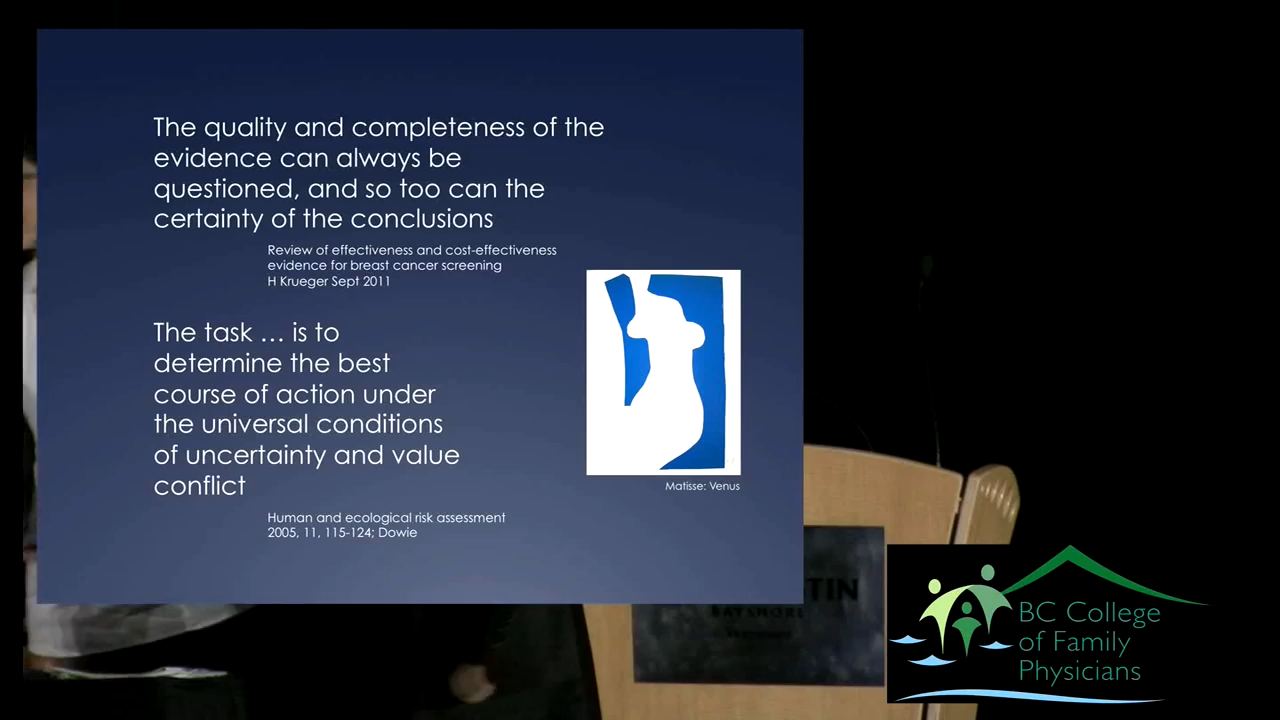 The quality and completeness of the
evidence can always be
questioned, and so too can the
certainty of the conclusions
Review of effectiveness and cost-effectiveness
evidence for breast cancer screening
H Krueger Sept 2011
The task … is to
determine the best
course of action under
the universal conditions
of uncertainty and value
conflict
Matisse: Venus
Human and ecological risk assessment
2005, 11, 115-124; Dowie
TIN
BAYSHORE
BC College
of Family
Physicians